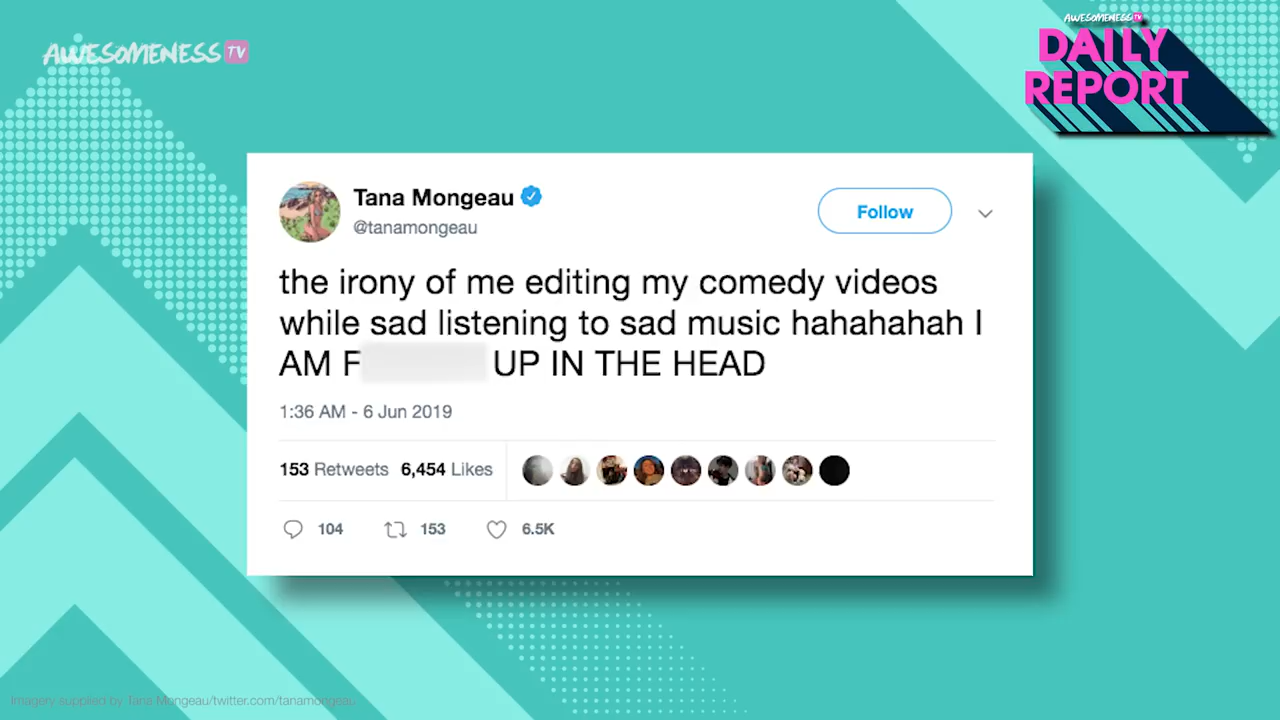 AWESOMENESS TV
AWESOMENESS TV
DAILY
REPORT
Tana Mongeau
@tanamongeau
Follow
the irony of me editing my comedy videos
while sad listening to sad music hahahahah I
AM F UP IN THE HEAD
1:36 AM - 6 Jun 2019
153 Retweets 6,454 Likes
104 153 6.5K
Imagery supplied by Tana Mongeau/twitter.com/tanamongeau